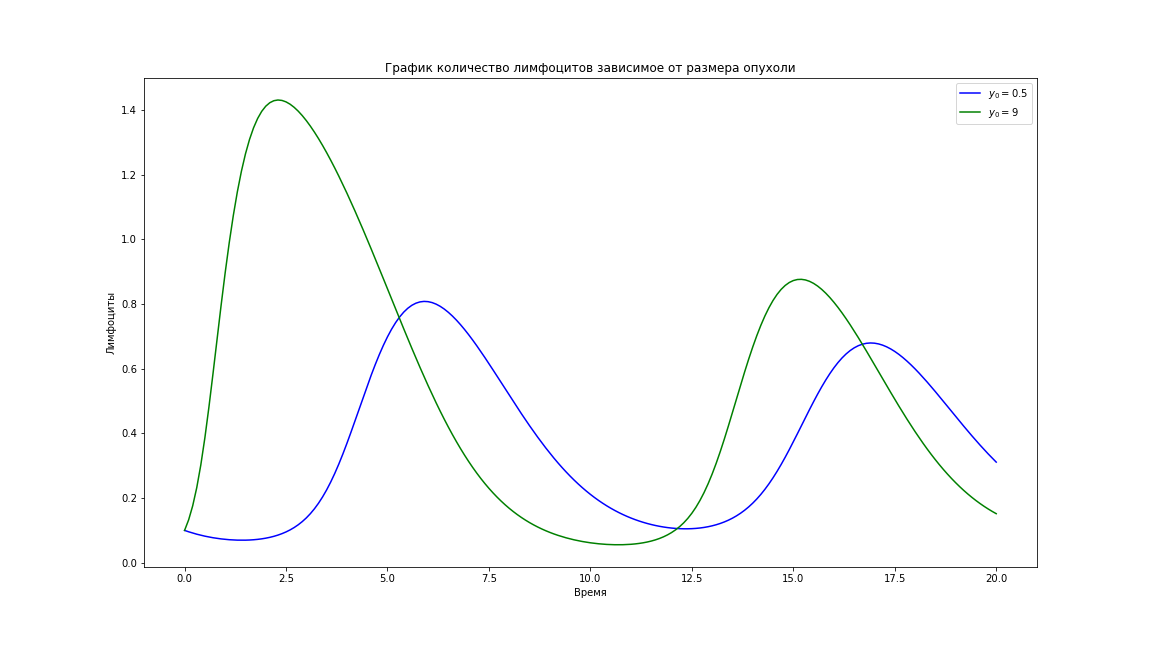 График количество лимфоцитов зависимое от размера опухоли
y₀ = 0.5
y₀ = 9
Лимфоциты
1.4
1.2
1.0
0.8
0.6
0.4
0.2
0.0
0.0 2.5 5.0 7.5 10.0 12.5 15.0 17.5 20.0
Время